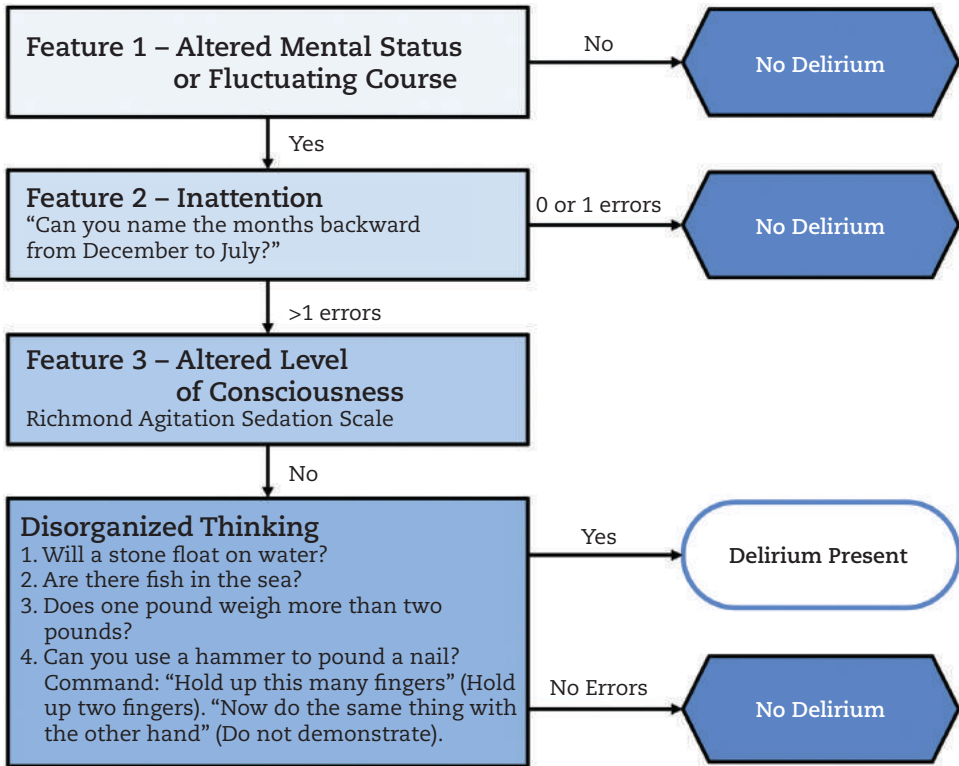 Feature 1 – Altered Mental Status
or Fluctuating Course
No
No Delirium
Yes
Feature 2 – Inattention
“Can you name the months backward
from December to July?”
0 or 1 errors
No Delirium
>1 errors
Feature 3 – Altered Level
of Consciousness
Richmond Agitation Sedation Scale
No
Disorganized Thinking
1. Will a stone float on water?
2. Are there fish in the sea?
3. Does one pound weigh more than two
pounds?
4. Can you use a hammer to pound a nail?
Command: “Hold up this many fingers” (Hold
up two fingers). “Now do the same thing with
the other hand” (Do not demonstrate).
Yes
Delirium Present
No Errors
No Delirium